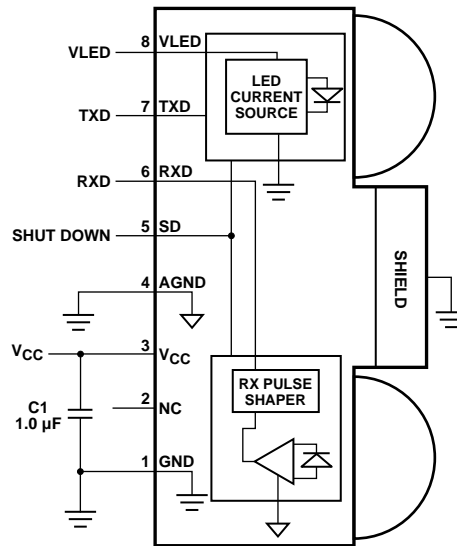 VLED
8 VLED
LED
CURRENT
SOURCE
TXD
7 TXD
RXD
6 RXD
SHUT DOWN
5 SD
SHIELD
4 AGND
VCC
3 VCC
RX PULSE
SHAPER
C1
1.0 µF
2 NC
1 GND